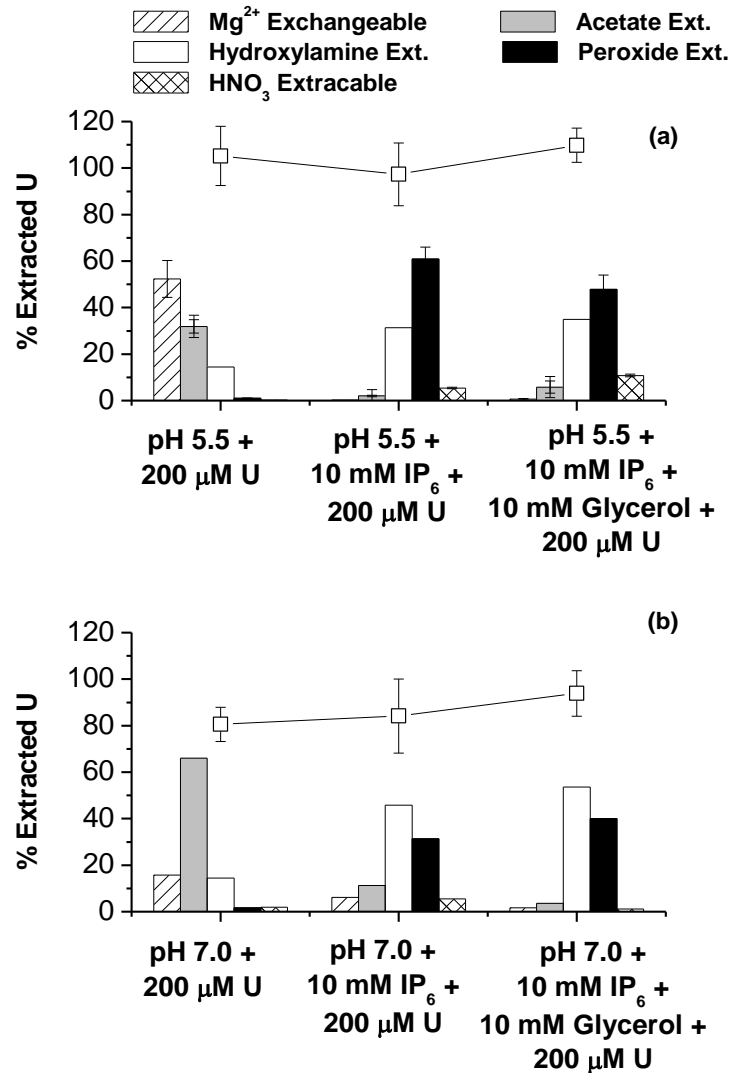 Mg²⁺ Exchangeable
Acetate Ext.
Hydroxylamine Ext.
Peroxide Ext.
HNO₃ Extracable
(a)
% Extracted U
120
100
80
60
40
20
0
pH 5.5 +
200 μM U
pH 5.5 +
10 mM IP₆ +
200 μM U
pH 5.5 +
10 mM IP₆ +
10 mM Glycerol +
200 μM U
(b)
% Extracted U
120
100
80
60
40
20
0
pH 7.0 +
200 μM U
pH 7.0 +
10 mM IP₆ +
200 μM U
pH 7.0 +
10 mM IP₆ +
10 mM Glycerol +
200 μM U